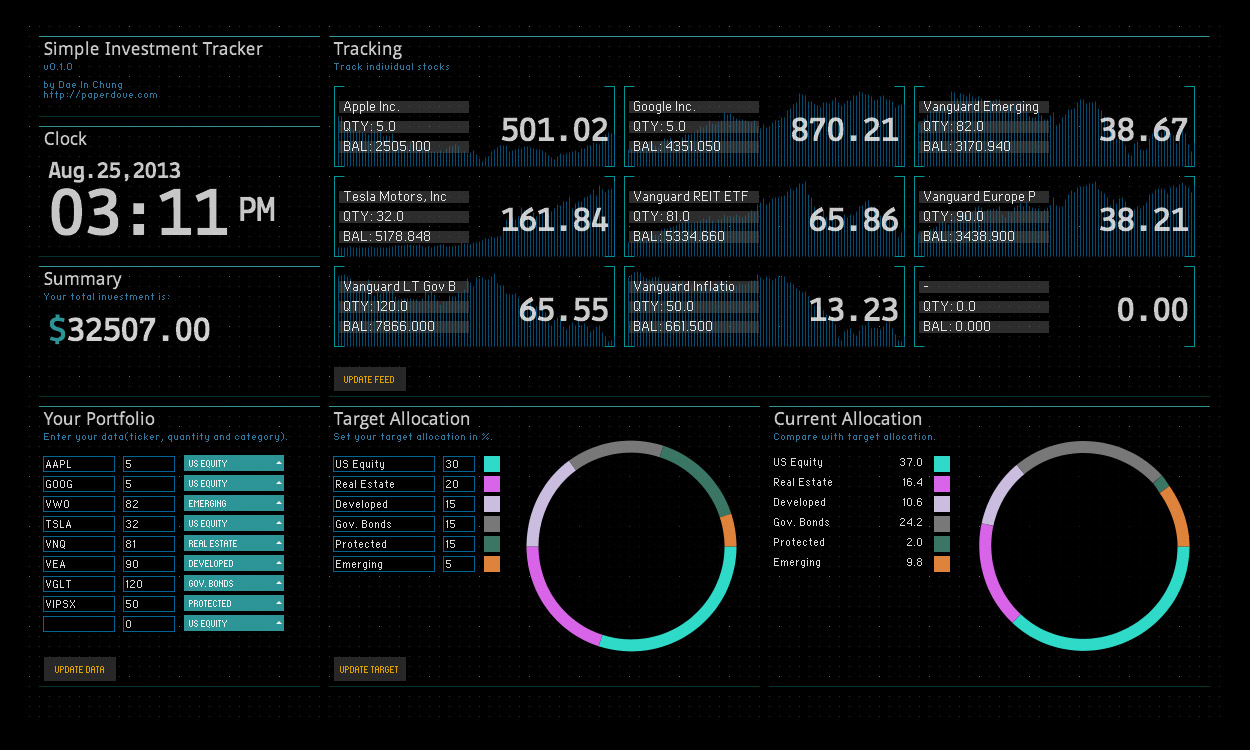 Simple Investment Tracker
v0.1.0
by Dae In Chung
http://paperdove.com
Clock
Aug.25,2013
03:11 PM
Summary
Your total investment is:
$32507.00
Tracking
Track individual stocks
Apple Inc.
QTY: 5.0
BAL: 2505.100
501.02
Google Inc.
QTY: 5.0
BAL: 4351.050
870.21
Vanguard Emerging
QTY: 82.0
BAL: 3170.940
38.67
Tesla Motors, Inc
QTY: 32.0
BAL: 5178.848
161.84
Vanguard REIT ETF
QTY: 81.0
BAL: 5334.660
65.86
Vanguard Europe P
QTY: 90.0
BAL: 3438.900
38.21
Vanguard LT Gov B
QTY: 120.0
BAL: 7866.000
65.55
Vanguard Inflatio
QTY: 50.0
BAL: 661.500
13.23
-
QTY: 0.0
BAL: 0.000
0.00
UPDATE FEED
Your Portfolio
Enter your data(ticker, quantity and category).
AAPL 5 US EQUITY
GOOG 5 US EQUITY
VWO 82 EMERGING
TSLA 32 US EQUITY
VNQ 81 REAL ESTATE
VEA 90 DEVELOPED
VGLT 120 GOV. BONDS
VIPSX 50 PROTECTED
0 US EQUITY
UPDATE DATA
Target Allocation
Set your target allocation in %.
US Equity 30
Real Estate 20
Developed 15
Gov. Bonds 15
Protected 15
Emerging 5
UPDATE TARGET
Current Allocation
Compare with target allocation.
US Equity 37.0
Real Estate 16.4
Developed 10.6
Gov. Bonds 24.2
Protected 2.0
Emerging 9.8